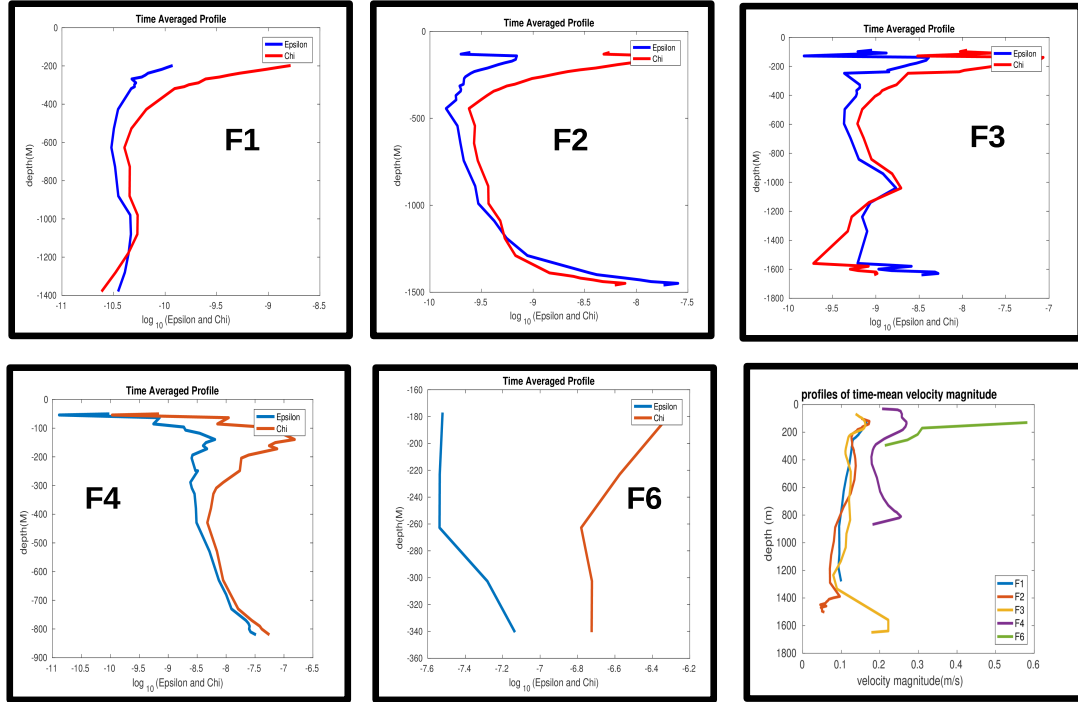 Time Averaged Profile
0
-200
-400
-600
-800
-1000
-1200
-1400
depth(M)
Epsilon
Chi
F1
-11
-10.5
-10
-9.5
-9
-8.5
log 10 (Epsilon and Chi)
Time Averaged Profile
0
-500
-1000
-1500
depth(M)
Epsilon
Chi
F2
-10
-9.5
-9
-8.5
-8
-7.5
log 10 (Epsilon and Chi)
Time Averaged Profile
0
-200
-400
-600
-800
-1000
-1200
-1400
-1600
-1800
depth(M)
Epsilon
Chi
F3
-10
-9.5
-9
-8.5
-8
-7.5
-7
log 10 (Epsilon and Chi)
Time Averaged Profile
0
-100
-200
-300
-400
-500
-600
-700
-800
-900
depth(M)
Epsilon
Chi
F4
-11
-10.5
-10
-9.5
-9
-8.5
-8
-7.5
-7
-6.5
log 10 (Epsilon and Chi)
Time Averaged Profile
-160
-180
-200
-220
-240
-260
-280
-300
-320
-340
-360
depth(M)
Epsilon
Chi
F6
-7.6
-7.4
-7.2
-7
-6.8
-6.6
-6.4
-6.2
log 10 (Epsilon and Chi)
profiles of time-mean velocity magnitude
0
200
400
600
800
1000
1200
1400
1600
1800
depth (m)
F1
F2
F3
F4
F6
0
0.1
0.2
0.3
0.4
0.5
0.6
velocity magnitude(m/s)